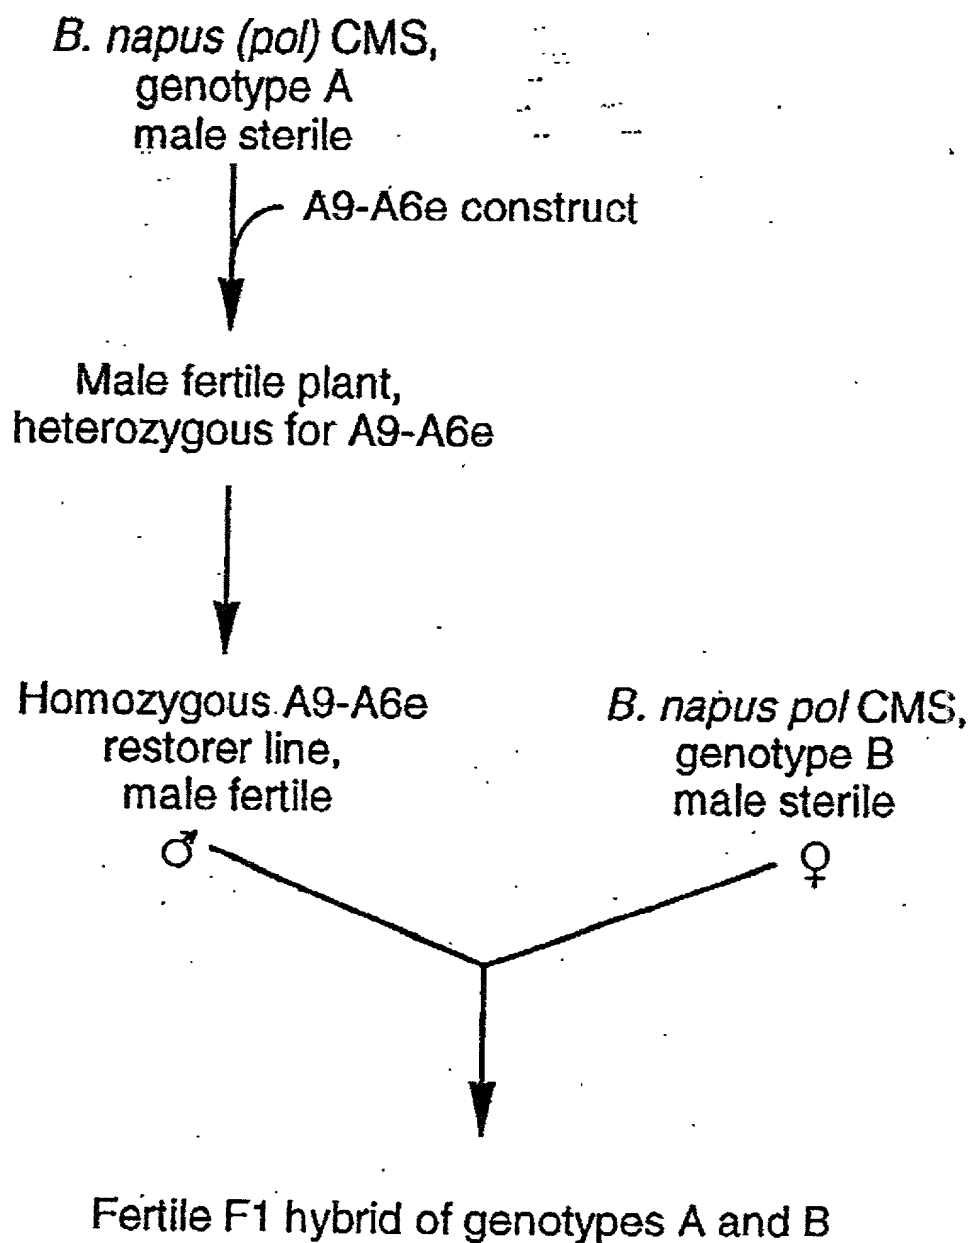 B. napus (pol) CMS,
genotype A
male sterile
A9-A6e construct
Male fertile plant,
heterozygous for A9-A6e
Homozygous A9-A6e
restorer line,
male fertile
♂
B. napus pol CMS,
genotype B
male sterile
♀
Fertile F1 hybrid of genotypes A and B